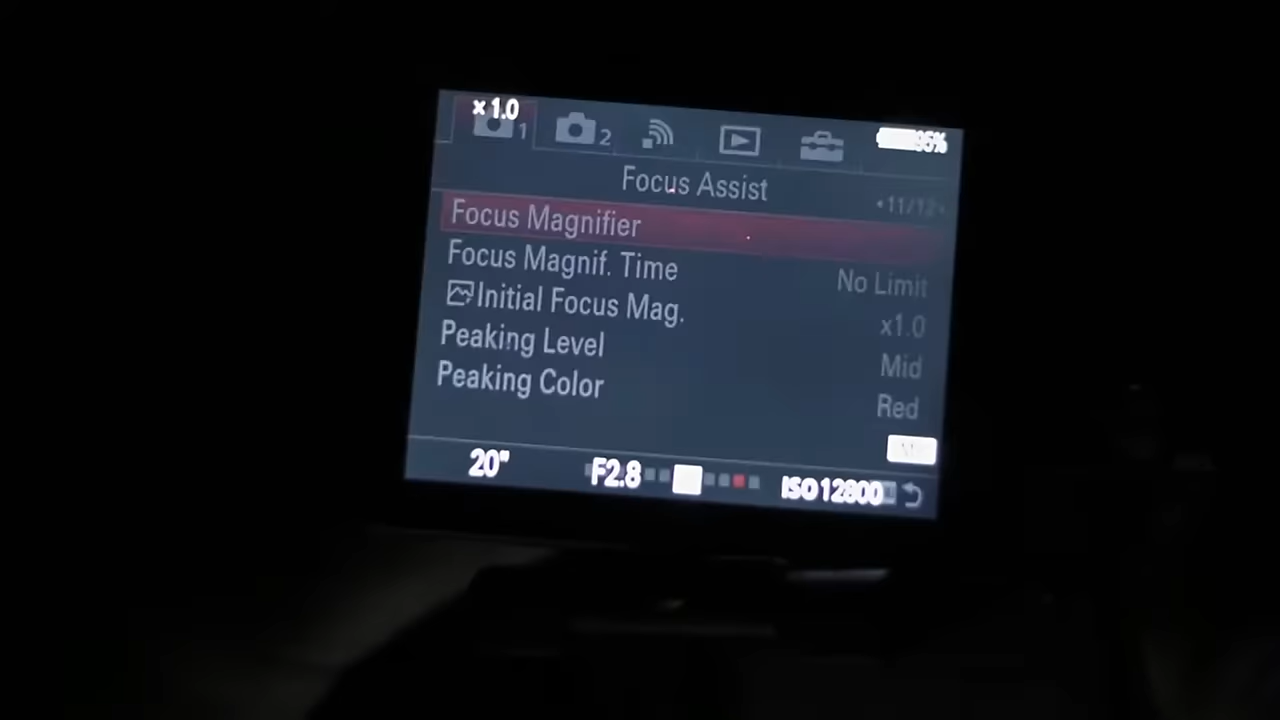 ×1.0
1
2
95%
Focus Assist
11/12
Focus Magnifier
Focus Magnif. Time No Limit
Initial Focus Mag. x1.0
Peaking Level Mid
Peaking Color Red
20" F2.8 ISO12800